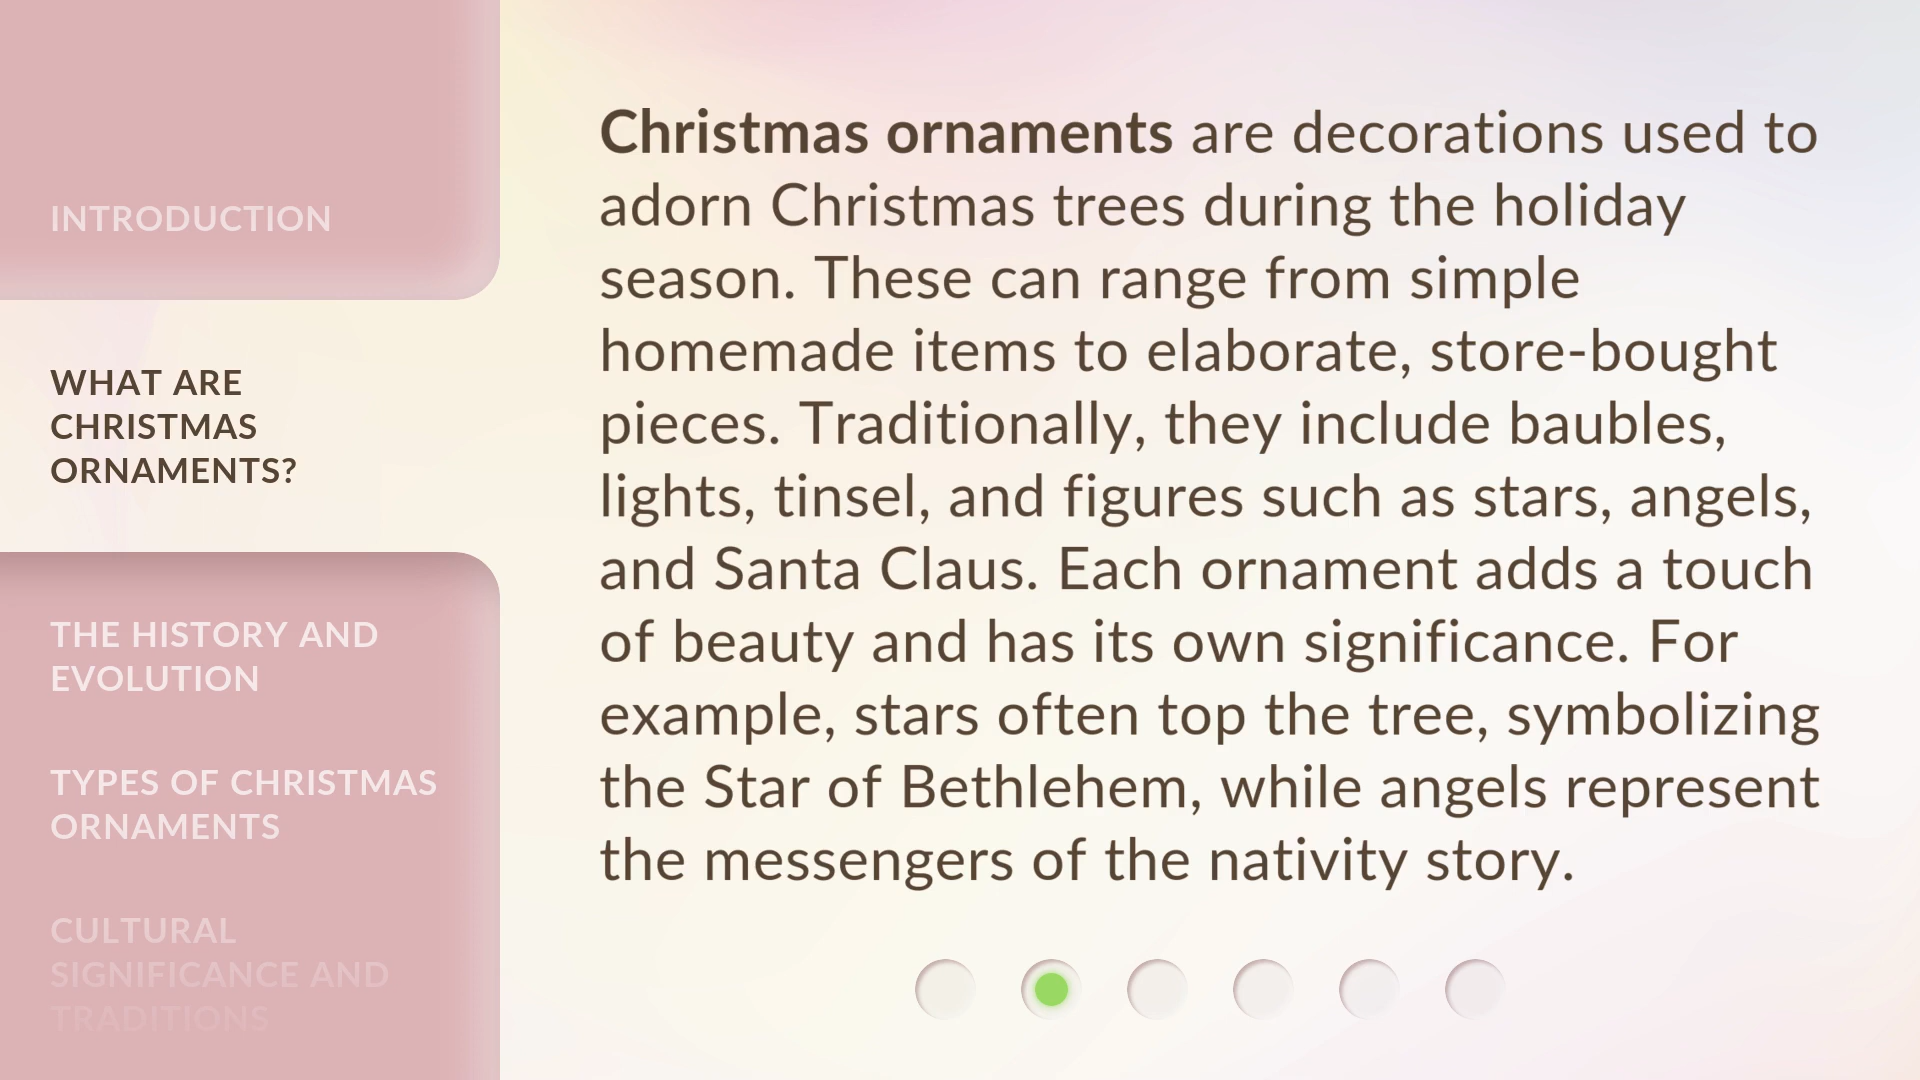 INTRODUCTION
WHAT ARE
CHRISTMAS
ORNAMENTS?
THE HISTORY AND
EVOLUTION
TYPES OF CHRISTMAS
ORNAMENTS
CULTURAL
SIGNIFICANCE AND
TRADITIONS
Christmas ornaments are decorations used to
adorn Christmas trees during the holiday
season. These can range from simple
homemade items to elaborate, store-bought
pieces. Traditionally, they include baubles,
lights, tinsel, and figures such as stars, angels,
and Santa Claus. Each ornament adds a touch
of beauty and has its own significance. For
example, stars often top the tree, symbolizing
the Star of Bethlehem, while angels represent
the messengers of the nativity story.